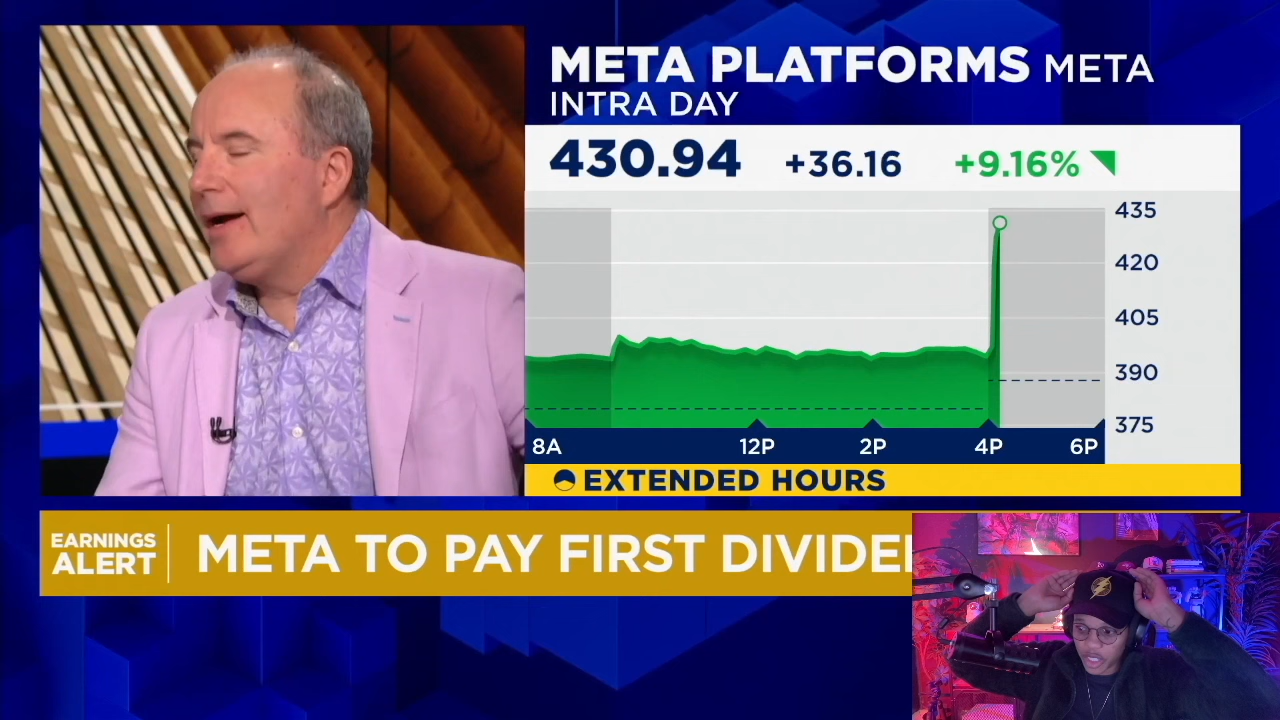 META PLATFORMS META
INTRA DAY
430.94 +36.16 +9.16%
435
420
405
390
375
8A 12P 2P 4P 6P
EXTENDED HOURS
EARNINGS
ALERT
META TO PAY FIRST DIVIDE